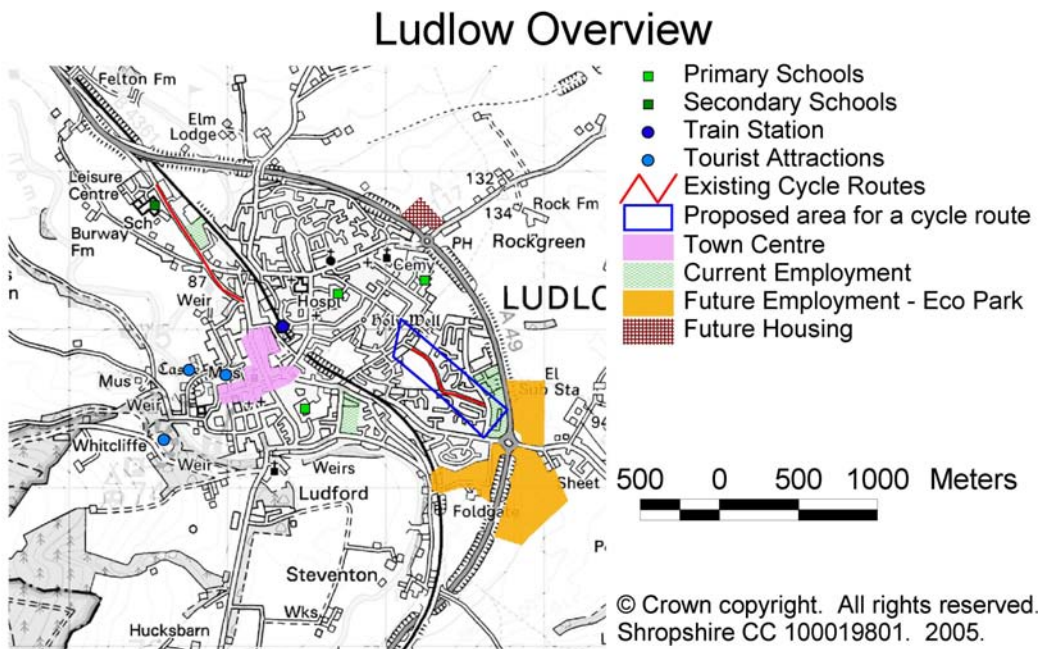 Ludlow Overview
Felton Fm
Elm
Lodge
Leisure
Centre
Sch
Burway
Fm
132
134
Rock Fm
Rockgreen
PH
Cemy
87
Weir
Hospl
Holy Well
LUDLO
A 49
Mus
Mus
Weir
Whitcliffe
Weir
Weirs
Ludford
El
Sub Sta
94
Sheet
Foldgate
Steventon
Wks
Hucksbarn
Primary Schools
Secondary Schools
Train Station
Tourist Attractions
Existing Cycle Routes
Proposed area for a cycle route
Town Centre
Current Employment
Future Employment - Eco Park
Future Housing
500 0 500 1000 Meters
© Crown copyright. All rights reserved.
Shropshire CC 100019801. 2005.